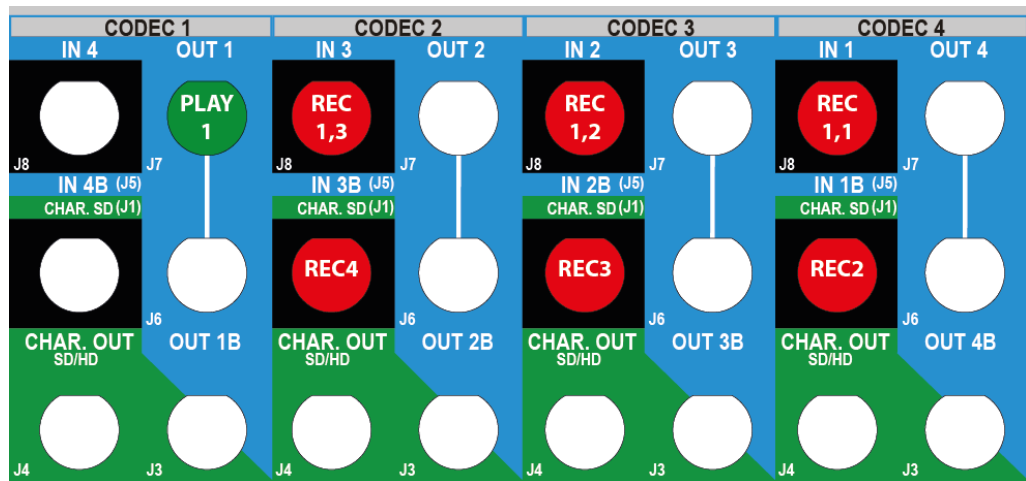 CODEC 1 CODEC 2 CODEC 3 CODEC 4
IN 4 OUT 1 IN 3 OUT 2 IN 2 OUT 3 IN 1 OUT 4
PLAY REC REC REC
1 1,3 1,2 1,1
J8 J7 J8 J7 J8 J7 J8 J7
IN 4B (J5) IN 3B (J5) IN 2B (J5) IN 1B (J5)
CHAR. SD (J1) CHAR. SD (J1) CHAR. SD (J1) CHAR. SD (J1)
REC4 REC3 REC2
J6 J6 J6 J6
CHAR. OUT OUT 1B CHAR. OUT OUT 2B CHAR. OUT OUT 3B CHAR. OUT OUT 4B
SD/HD SD/HD SD/HD SD/HD
J4 J3 J4 J3 J4 J3 J4 J3